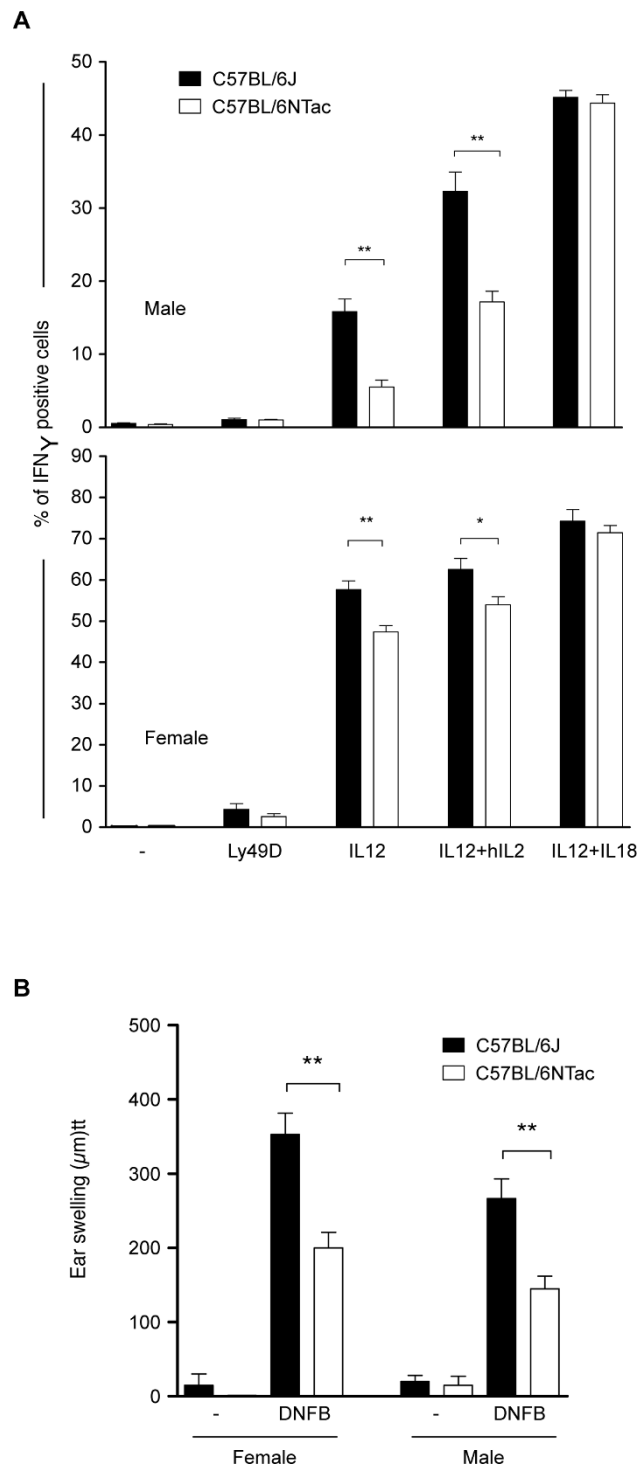 A
50
C57BL/6J
C57BL/6NTac
40
**
30
**
20
Male
10
0
% of IFNγ positive cells
90
80
**
*
70
60
50
40
30
Female
20
10
0
- Ly49D IL12 IL12+hIL2 IL12+IL18
B
500
C57BL/6J
C57BL/6NTac
**
400
**
300
200
100
0
Ear swelling (µm)tt
- DNFB - DNFB
Female Male